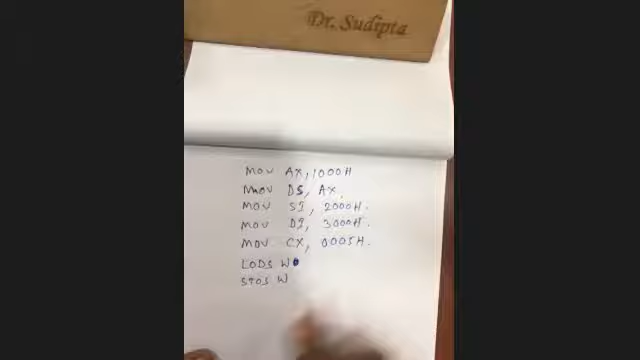 Dr. Sudipta
MOV AX, 1000H
MOV DS, AX.
MOV SI, 2000H.
MOV DI, 3000H.
MOV CX, 0005H.
LODS W
STOS W